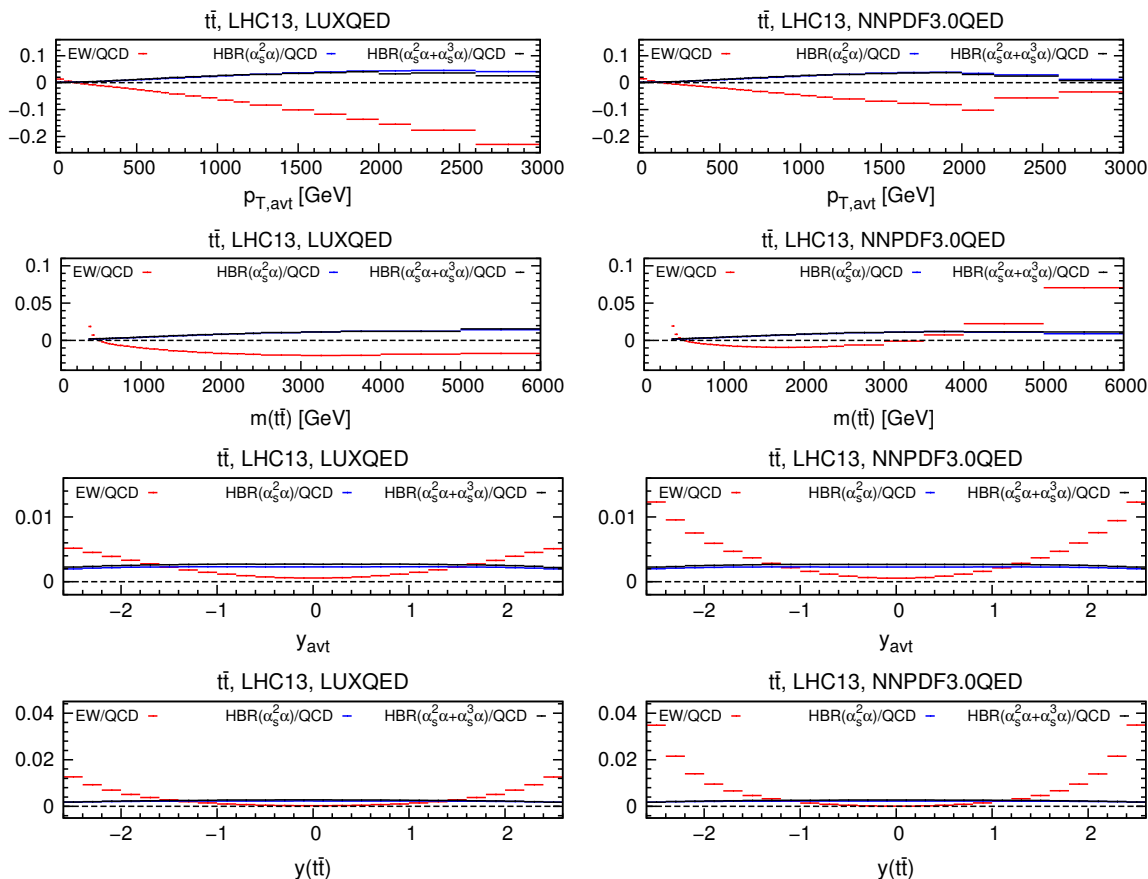 tt̄, LHC13, LUXQED
EW/QCD HBR(α_s^2α)/QCD HBR(α_s^2α+α_s^3α)/QCD
0.1
0
−0.1
−0.2
0 500 1000 1500 2000 2500 3000
p_T,avt [GeV]
tt̄, LHC13, NNPDF3.0QED
EW/QCD HBR(α_s^2α)/QCD HBR(α_s^2α+α_s^3α)/QCD
0.1
0
−0.1
−0.2
0 500 1000 1500 2000 2500 3000
p_T,avt [GeV]
tt̄, LHC13, LUXQED
EW/QCD HBR(α_s^2α)/QCD HBR(α_s^2α+α_s^3α)/QCD
0.1
0.05
0
0 1000 2000 3000 4000 5000 6000
m(tt̄) [GeV]
tt̄, LHC13, NNPDF3.0QED
EW/QCD HBR(α_s^2α)/QCD HBR(α_s^2α+α_s^3α)/QCD
0.1
0.05
0
0 1000 2000 3000 4000 5000 6000
m(tt̄) [GeV]
tt̄, LHC13, LUXQED
EW/QCD HBR(α_s^2α)/QCD HBR(α_s^2α+α_s^3α)/QCD
0.01
0
−2 −1 0 1 2
y_avt
tt̄, LHC13, NNPDF3.0QED
EW/QCD HBR(α_s^2α)/QCD HBR(α_s^2α+α_s^3α)/QCD
0.01
0
−2 −1 0 1 2
y_avt
tt̄, LHC13, LUXQED
EW/QCD HBR(α_s^2α)/QCD HBR(α_s^2α+α_s^3α)/QCD
0.04
0.02
0
−2 −1 0 1 2
y(tt̄)
tt̄, LHC13, NNPDF3.0QED
EW/QCD HBR(α_s^2α)/QCD HBR(α_s^2α+α_s^3α)/QCD
0.04
0.02
0
−2 −1 0 1 2
y(tt̄)